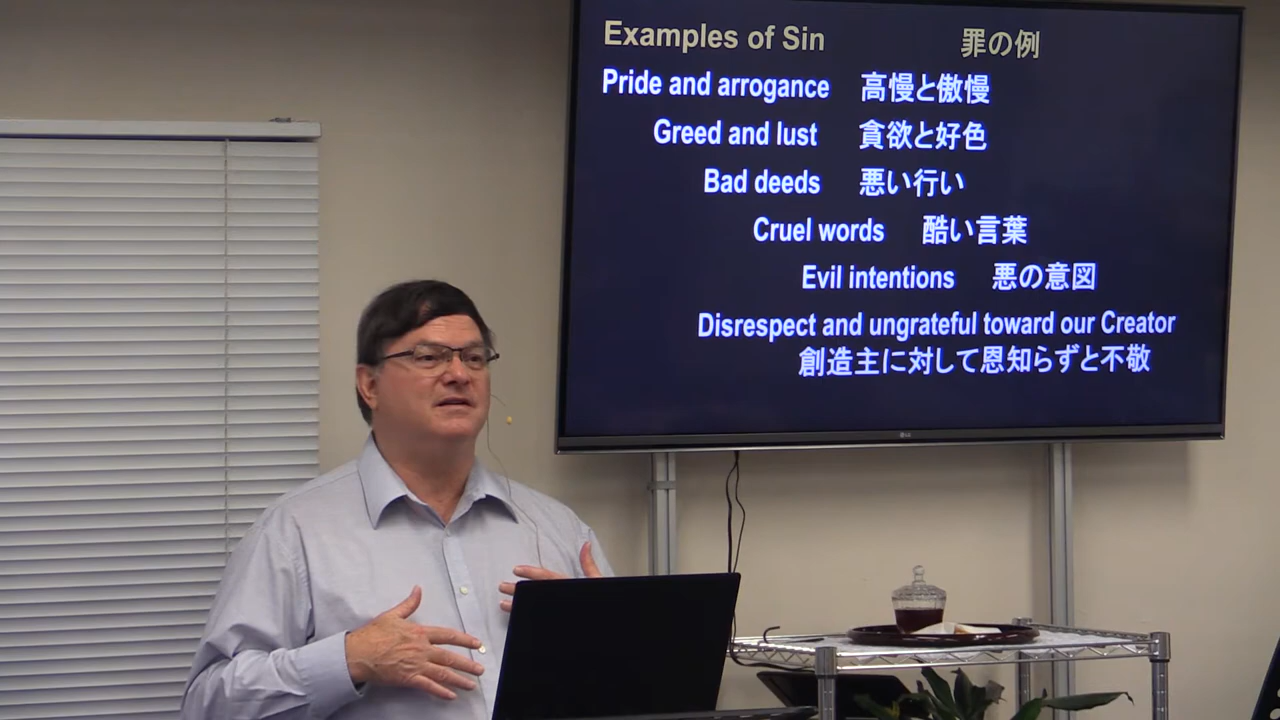 Examples of Sin 罪の例
Pride and arrogance 高慢と傲慢
Greed and lust 貪欲と好色
Bad deeds 悪い行い
Cruel words 酷い言葉
Evil intentions 悪の意図
Disrespect and ungrateful toward our Creator
創造主に対して恩知らずと不敬
LG